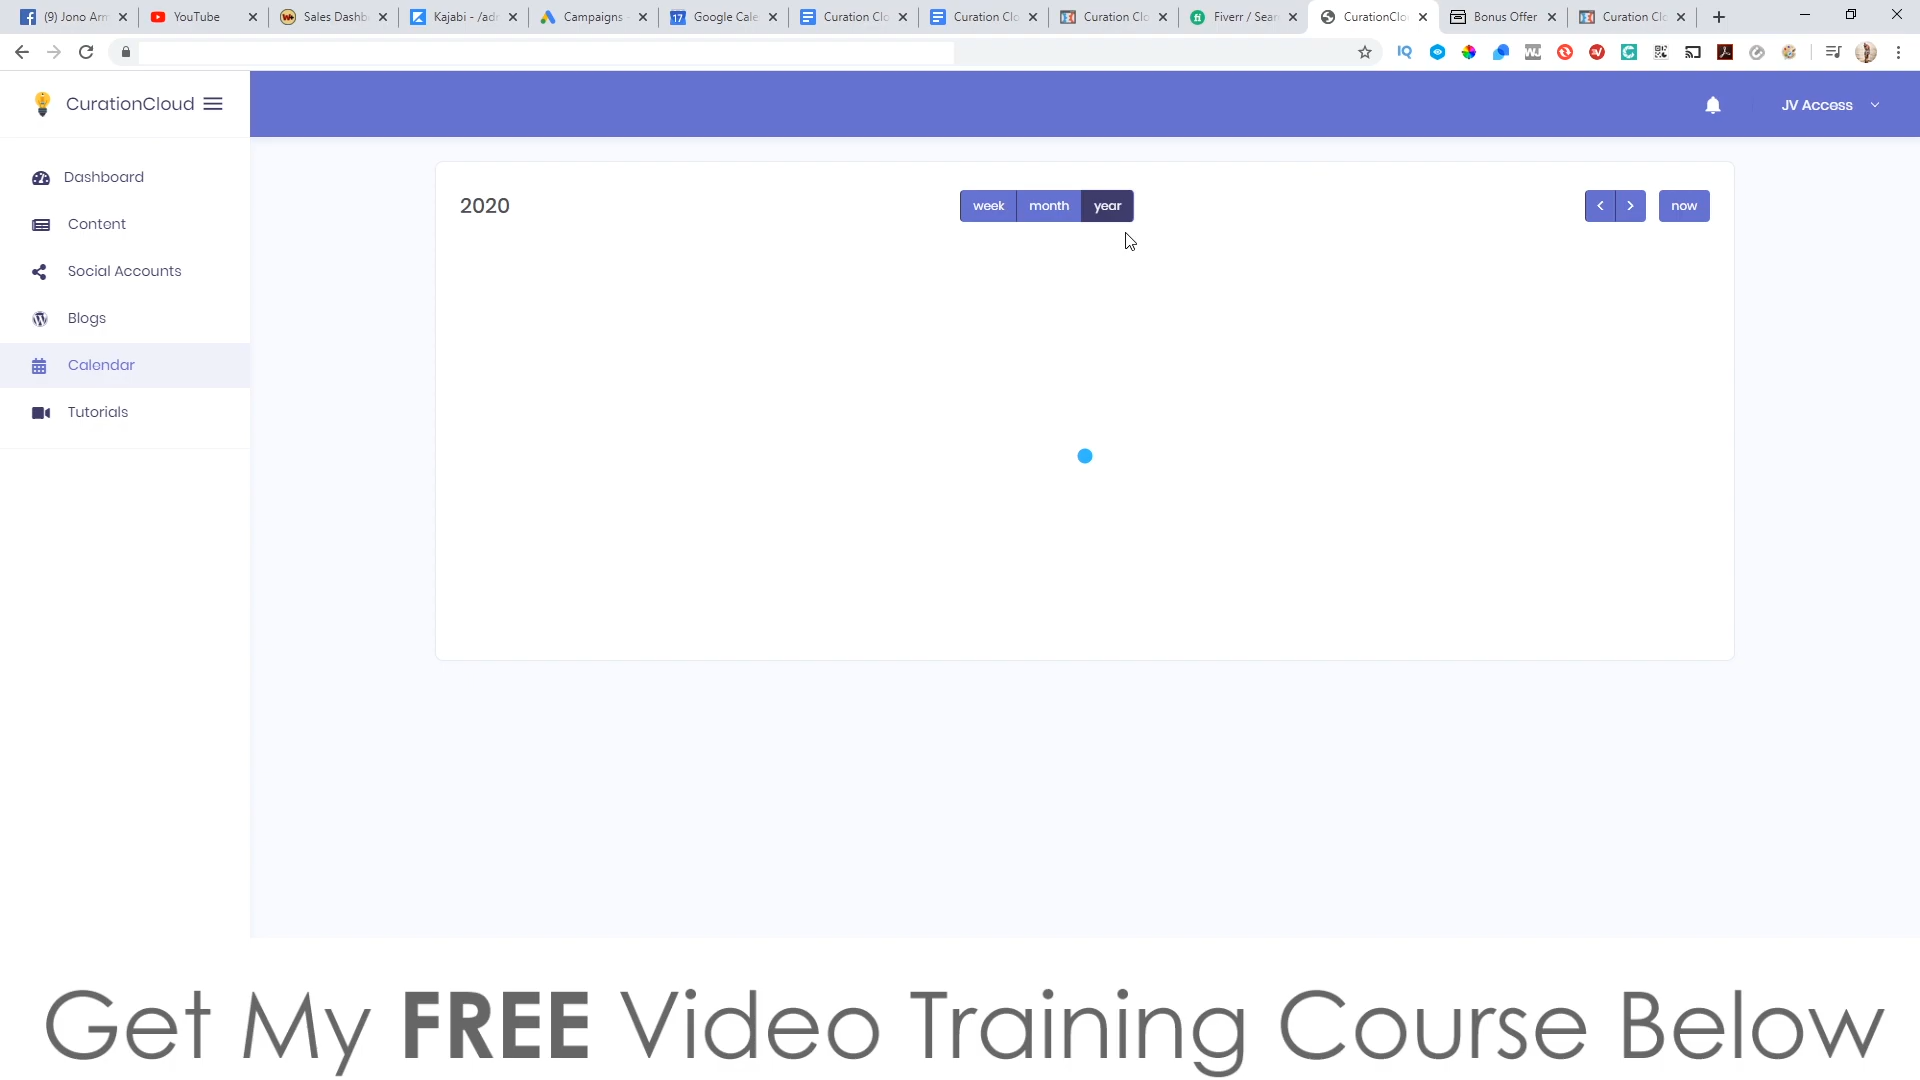 (9) Jono Arm
YouTube
Sales Dashb
Kajabi - /adn
Campaigns -
Google Cale
Curation Clo
Curation Clo
Curation Clo
Fiverr / Sear
CurationClo
Bonus Offer
Curation Clo
CurationCloud
JV Access
Dashboard
Content
Social Accounts
Blogs
Calendar
Tutorials
2020
week month year
now
Get My FREE Video Training Course Below